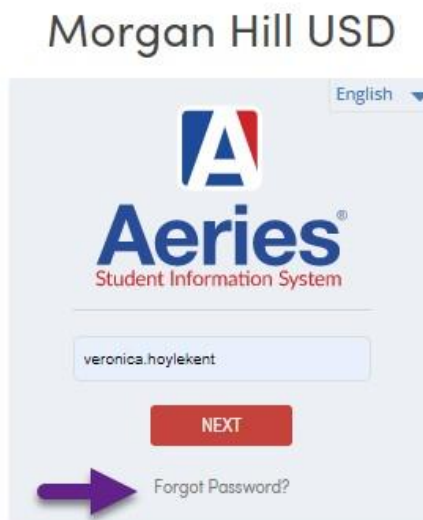 Morgan Hill USD
English
A
Aeries®
Student Information System
veronica.hoylekent
NEXT
Forgot Password?